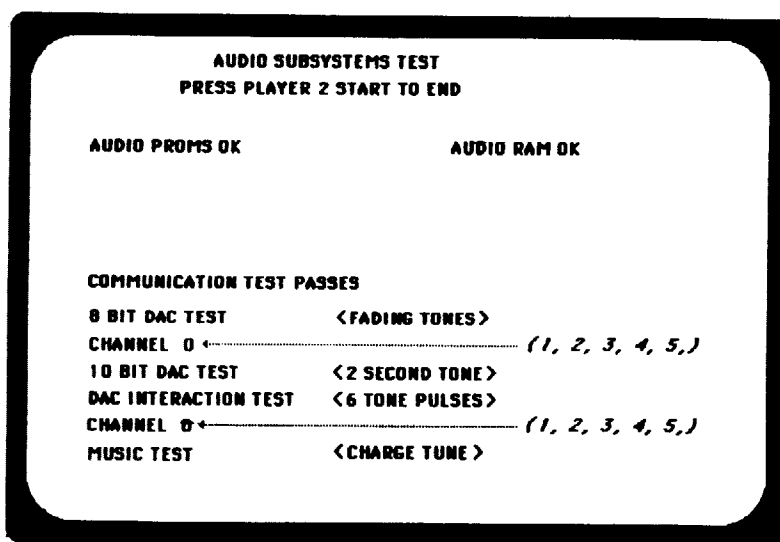 AUDIO SUBSYSTEMS TEST
PRESS PLAYER 2 START TO END
AUDIO PROMS OK AUDIO RAM OK
COMMUNICATION TEST PASSES
8 BIT DAC TEST <FADING TONES>
CHANNEL 0 (1, 2, 3, 4, 5,)
10 BIT DAC TEST <2 SECOND TONE>
DAC INTERACTION TEST <6 TONE PULSES>
CHANNEL 0 (1, 2, 3, 4, 5,)
MUSIC TEST <CHARGE TUNE>